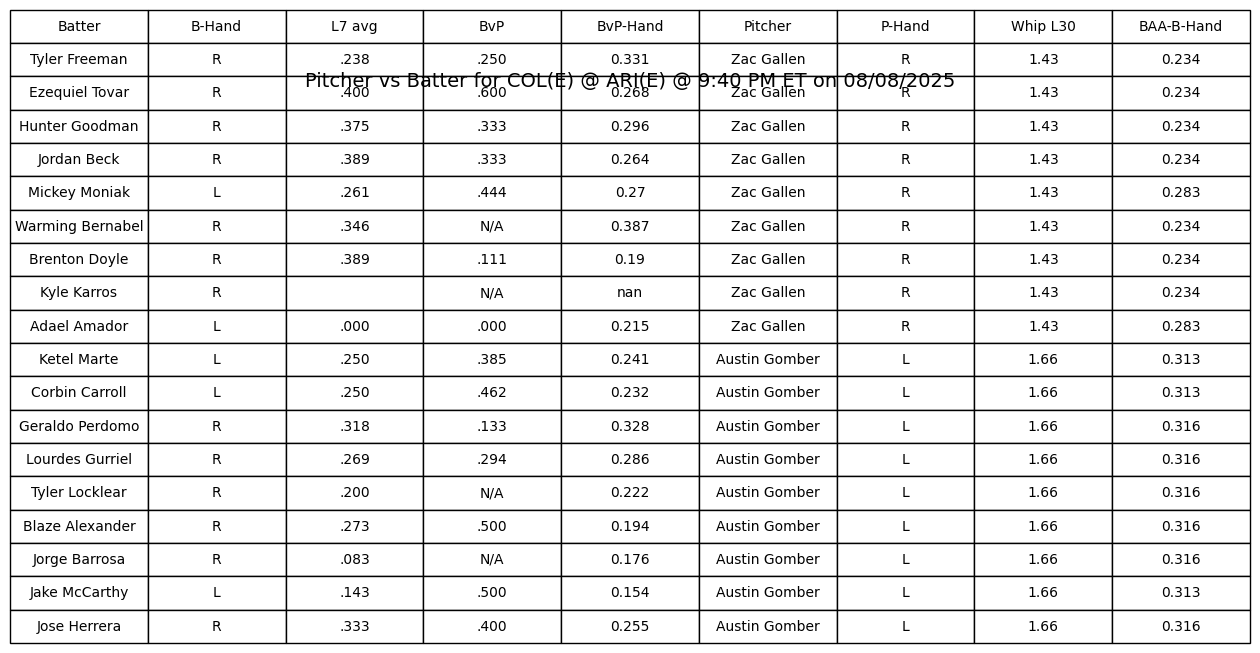 Batter B-Hand L7 avg BvP BvP-Hand Pitcher P-Hand Whip L30 BAA-B-Hand
Tyler Freeman R .238 .250 0.331 Zac Gallen R 1.43 0.234
Pitcher vs Batter for COL(E) @ ARI(E) @ 9:40 PM ET on 08/08/2025
Ezequiel Tovar R .400 .600 0.268 Zac Gallen R 1.43 0.234
Hunter Goodman R .375 .333 0.296 Zac Gallen R 1.43 0.234
Jordan Beck R .389 .333 0.264 Zac Gallen R 1.43 0.234
Mickey Moniak L .261 .444 0.27 Zac Gallen R 1.43 0.283
Warming Bernabel R .346 N/A 0.387 Zac Gallen R 1.43 0.234
Brenton Doyle R .389 .111 0.19 Zac Gallen R 1.43 0.234
Kyle Karros R N/A nan Zac Gallen R 1.43 0.234
Adael Amador L .000 .000 0.215 Zac Gallen R 1.43 0.283
Ketel Marte L .250 .385 0.241 Austin Gomber L 1.66 0.313
Corbin Carroll L .250 .462 0.232 Austin Gomber L 1.66 0.313
Geraldo Perdomo R .318 .133 0.328 Austin Gomber L 1.66 0.316
Lourdes Gurriel R .269 .294 0.286 Austin Gomber L 1.66 0.316
Tyler Locklear R .200 N/A 0.222 Austin Gomber L 1.66 0.316
Blaze Alexander R .273 .500 0.194 Austin Gomber L 1.66 0.316
Jorge Barrosa R .083 N/A 0.176 Austin Gomber L 1.66 0.316
Jake McCarthy L .143 .500 0.154 Austin Gomber L 1.66 0.313
Jose Herrera R .333 .400 0.255 Austin Gomber L 1.66 0.316